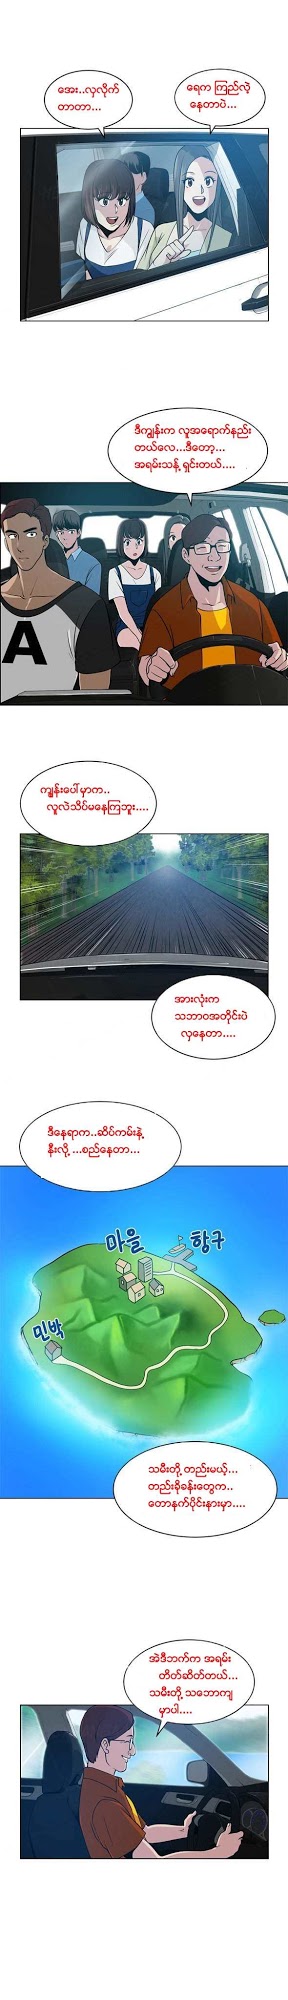 အေး..လှလိုက်
တာတာ...
ရေက ကြည်လဲ့
နေတာပဲ...
ဒီကျွန်းက လူအရောက်နည်း
တယ်လေ...ဒီတော့...
အရမ်းသန့် ရှင်းတယ်....
A
ကျွန်းပေါ်မှာက..
လူလဲသိပ်မနေကြဘူး....
အားလုံးက
သဘာဝအတိုင်းပဲ
လှနေတာ....
ဒီနေရာက..ဆိပ်ကမ်းနဲ့
နီးလို့ ...စည်နေတာ...
마을
항구
민박
သမီးတို့ တည်းမယ့်...
တည်းခိုခန်းတွေက..
တောနက်ပိုင်းနားမှာ....
အဲဒီဘက်က အရမ်း
တိတ်ဆိတ်တယ်...
သမီးတို့ သဘောကျ
မှာပါ....